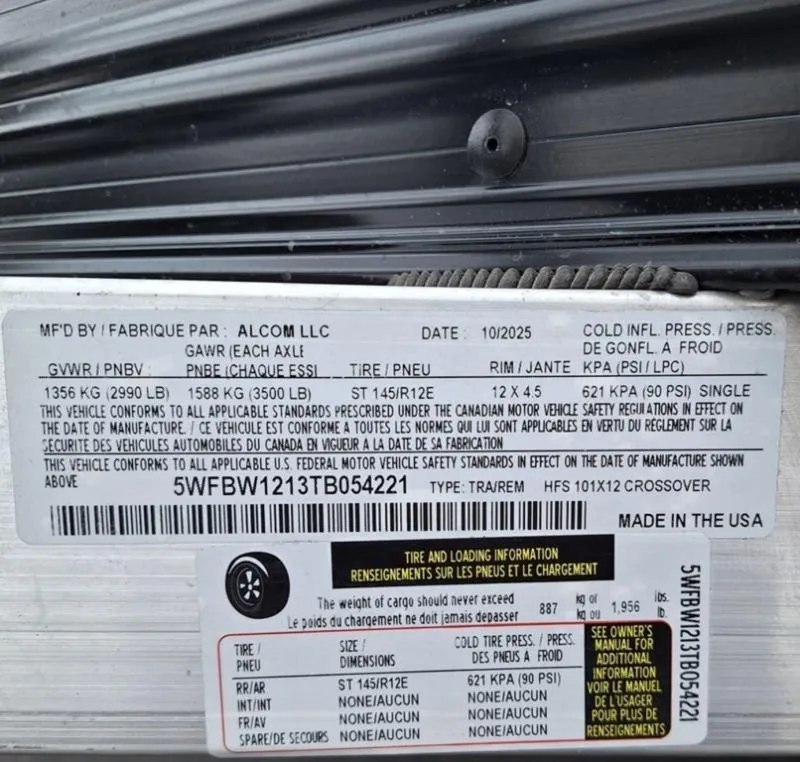 MF'D BY / FABRIQUE PAR : ALCOM LLC DATE : 10/2025 COLD INFL. PRESS. / PRESS.
GAWR (EACH AXLE DE GONFL. À FROID
GVWR / PNBV : PNBE (CHAQUE ESSI TIRE / PNEU RIM / JANTE KPA (PSI / LPC)
1356 KG (2990 LB) 1588 KG (3500 LB) ST 145/R12E 12 X 4.5 621 KPA (90 PSI) SINGLE
THIS VEHICLE CONFORMS TO ALL APPLICABLE STANDARDS PRESCRIBED UNDER THE CANADIAN MOTOR VEHICLE SAFETY REGULATIONS IN EFFECT ON
THE DATE OF MANUFACTURE. / CE VÉHICULE EST CONFORME A TOUTES LES NORMES QUI LUI SONT APPLICABLES EN VERTU DU RÈGLEMENT SUR LA
SÉCURITE DES VEHICULES AUTOMOBILES DU CANADA EN VIGUEUR A LA DATE DE SA FABRICATION
THIS VEHICLE CONFORMS TO ALL APPLICABLE U.S. FEDERAL MOTOR VEHICLE SAFETY STANDARDS IN EFFECT ON THE DATE OF MANUFACTURE SHOWN
ABOVE 5WFBW1213TB054221 TYPE: TRA/REM HFS 101X12 CROSSOVER
MADE IN THE USA
TIRE AND LOADING INFORMATION
RENSEIGNEMENTS SUR LES PNEUS ET LE CHARGEMENT
The weight of cargo should never exceed 887 kg or 1,956 lbs.
Le poids du chargement ne doit jamais depasser kg ou lb.
TIRE / SIZE / COLD TIRE PRESS. / PRESS.
PNEU DIMENSIONS DES PNEUS A FROID
RR/AR ST 145/R12E 621 KPA (90 PSI)
INT/INT NONE/AUCUN NONE/AUCUN
FR/AV NONE/AUCUN NONE/AUCUN
SPARE/DE SECOURS NONE/AUCUN NONE/AUCUN
SEE OWNER'S
MANUAL FOR
ADDITIONAL
INFORMATION
VOIR LE MANUEL
DE L'USAGER
POUR PLUS DE
RENSEIGNEMENTS
5WFBW1213TB054221